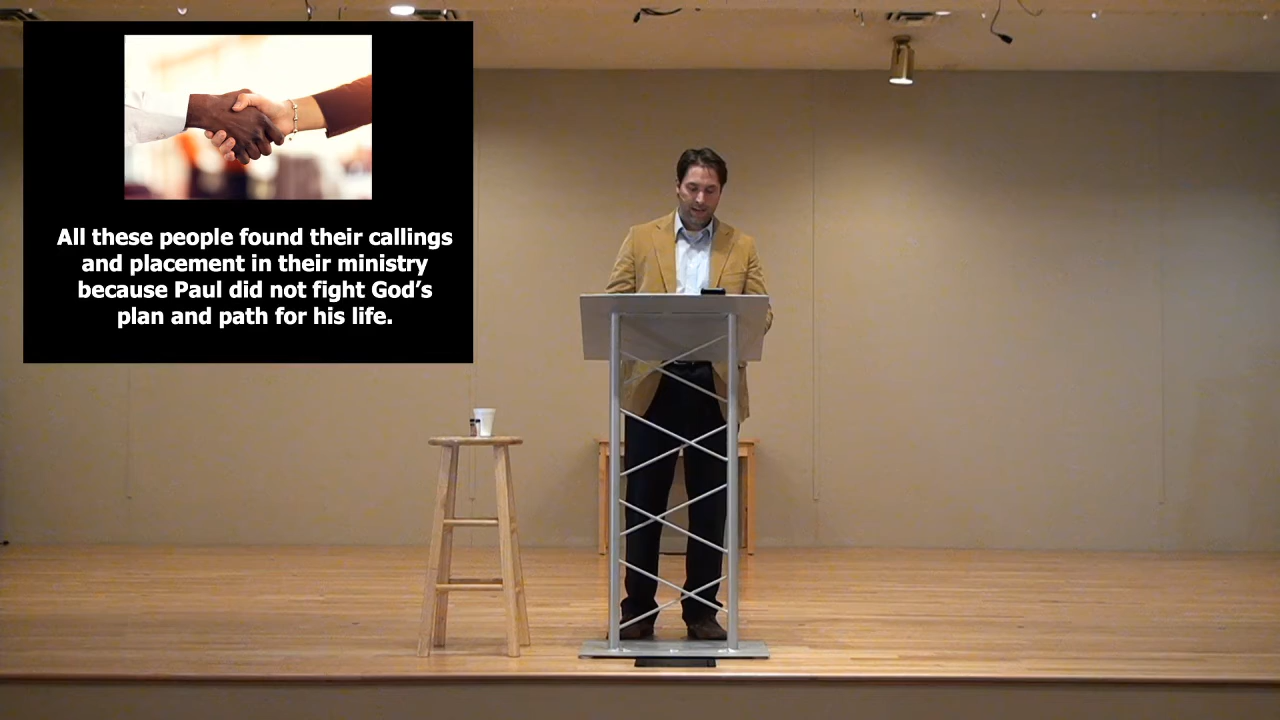 All these people found their callings
and placement in their ministry
because Paul did not fight God’s
plan and path for his life.